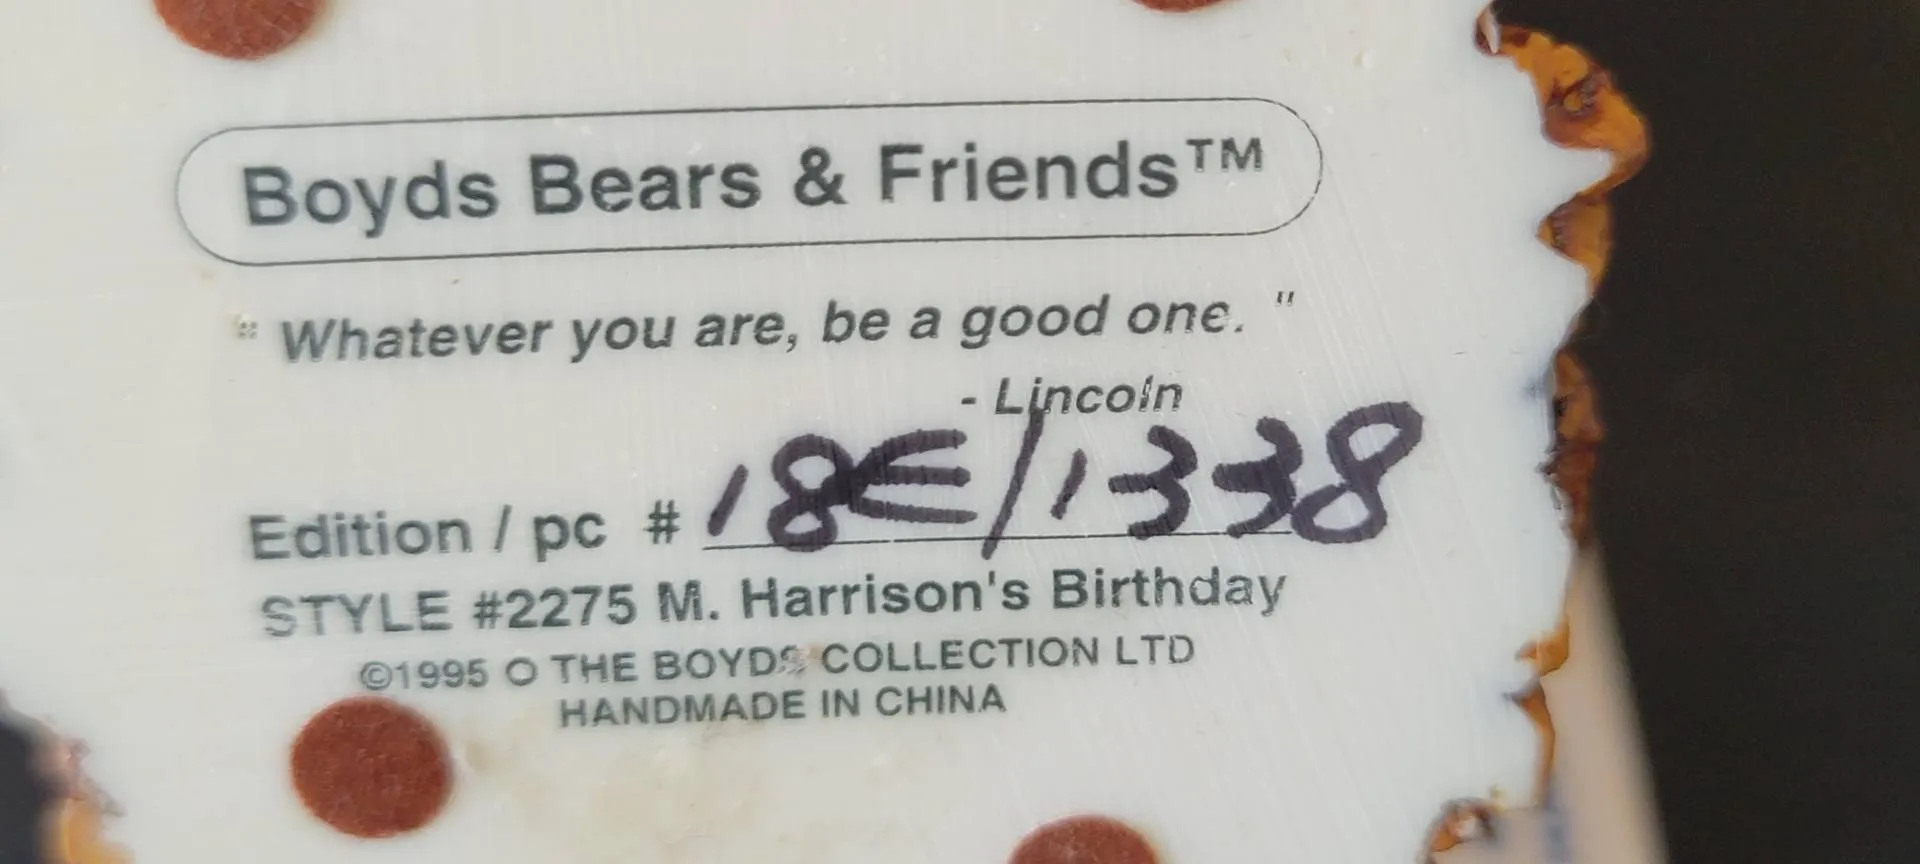 Boyds Bears & Friends™
" Whatever you are, be a good one. "
- Lincoln
Edition / pc # 18E/1338
STYLE #2275 M. Harrison's Birthday
©1995 O THE BOYDS COLLECTION LTD
HANDMADE IN CHINA